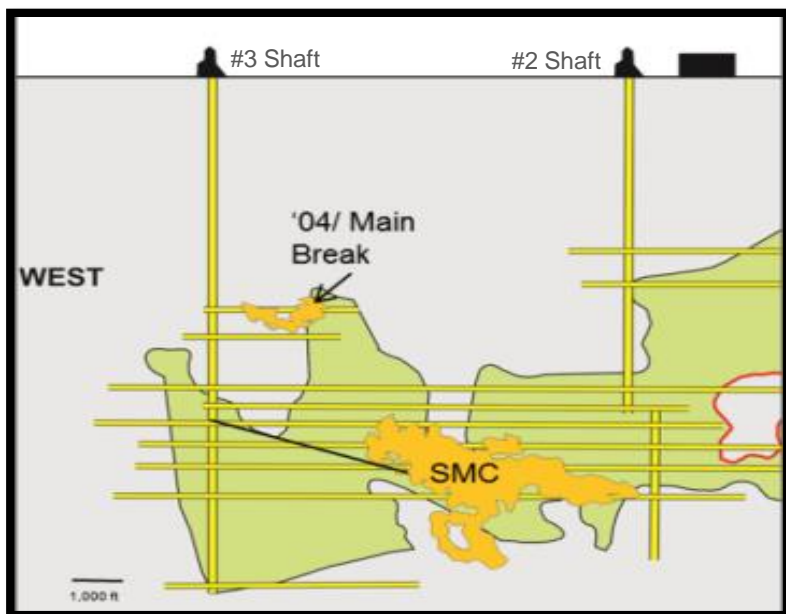 #3 Shaft
#2 Shaft
‘04/ Main
Break
WEST
SMC
1,000 ft